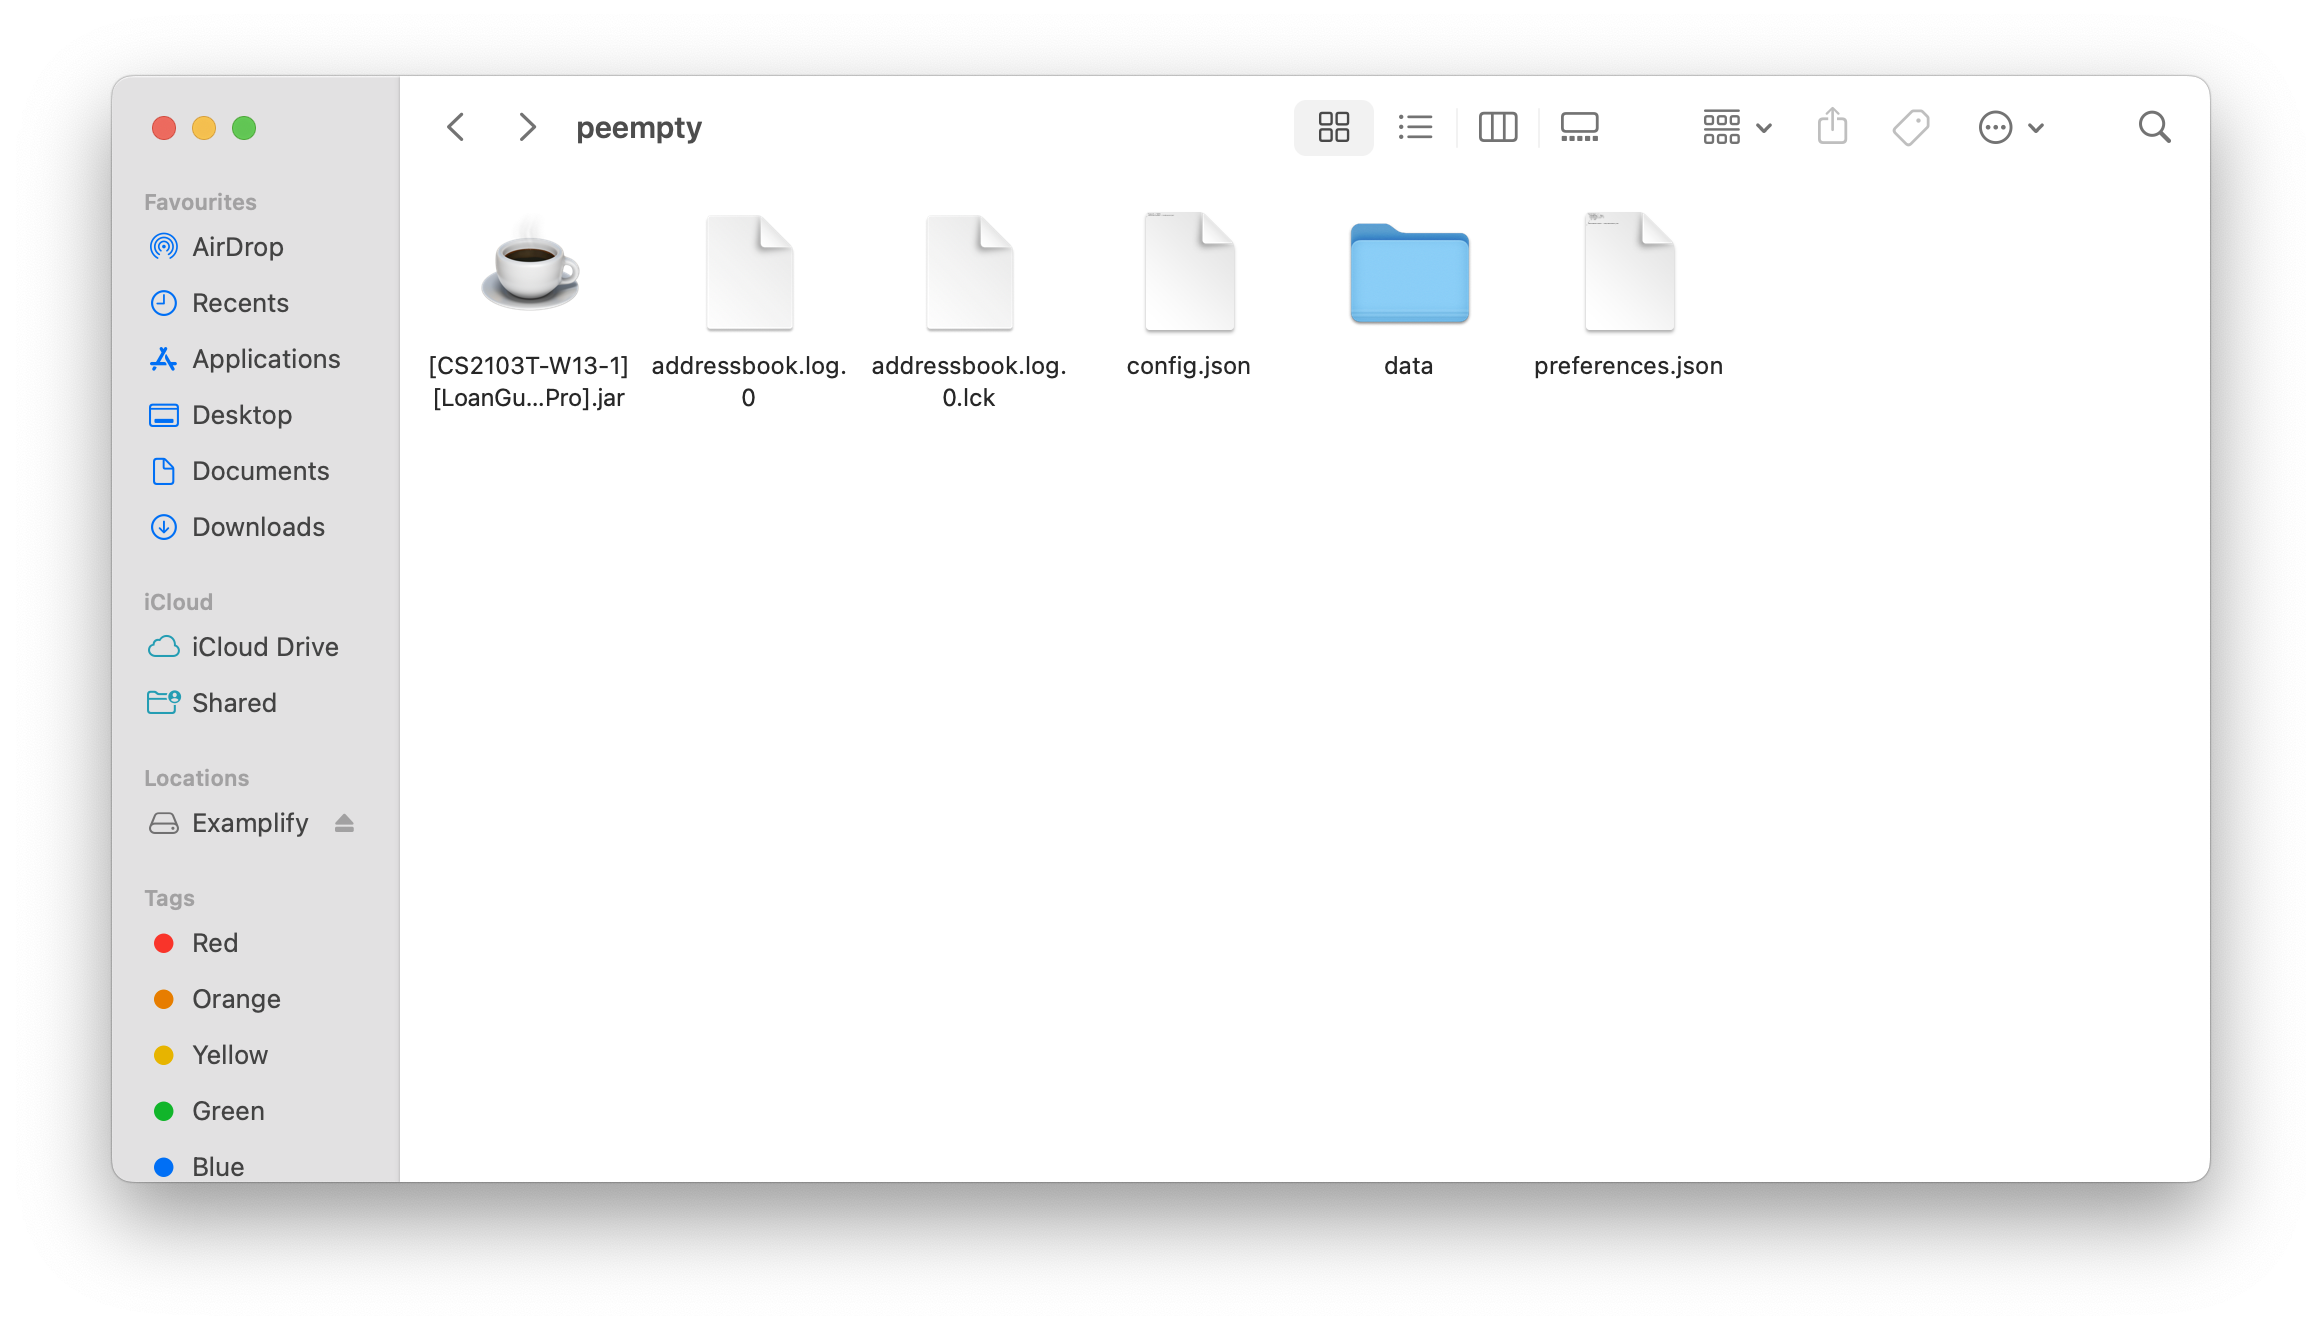 peempty
Favourites
AirDrop
Recents
Applications
Desktop
Documents
Downloads
iCloud
iCloud Drive
Shared
Locations
Examplify
Tags
Red
Orange
Yellow
Green
Blue
[CS2103T-W13-1]
[LoanGu...Pro].jar
addressbook.log.
0
addressbook.log.
0.lck
config.json
data
preferences.json